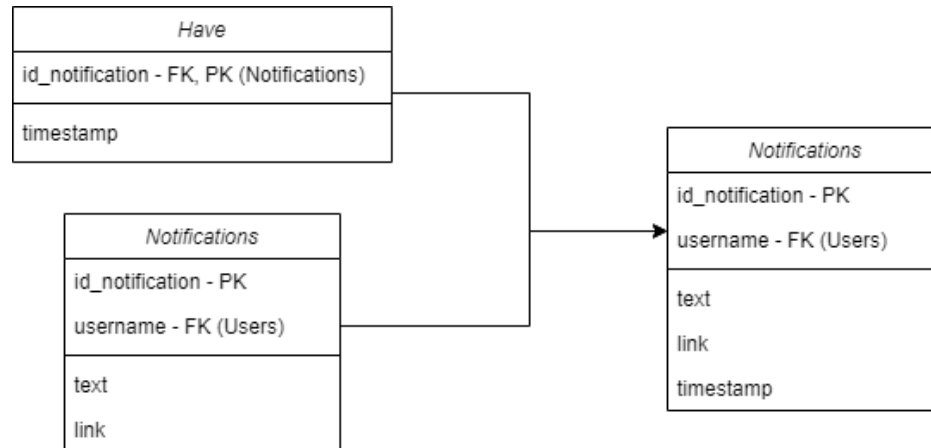 Have
id_notification - FK, PK (Notifications)
timestamp
Notifications
id_notification - PK
username - FK (Users)
text
link
Notifications
id_notification - PK
username - FK (Users)
text
link
timestamp